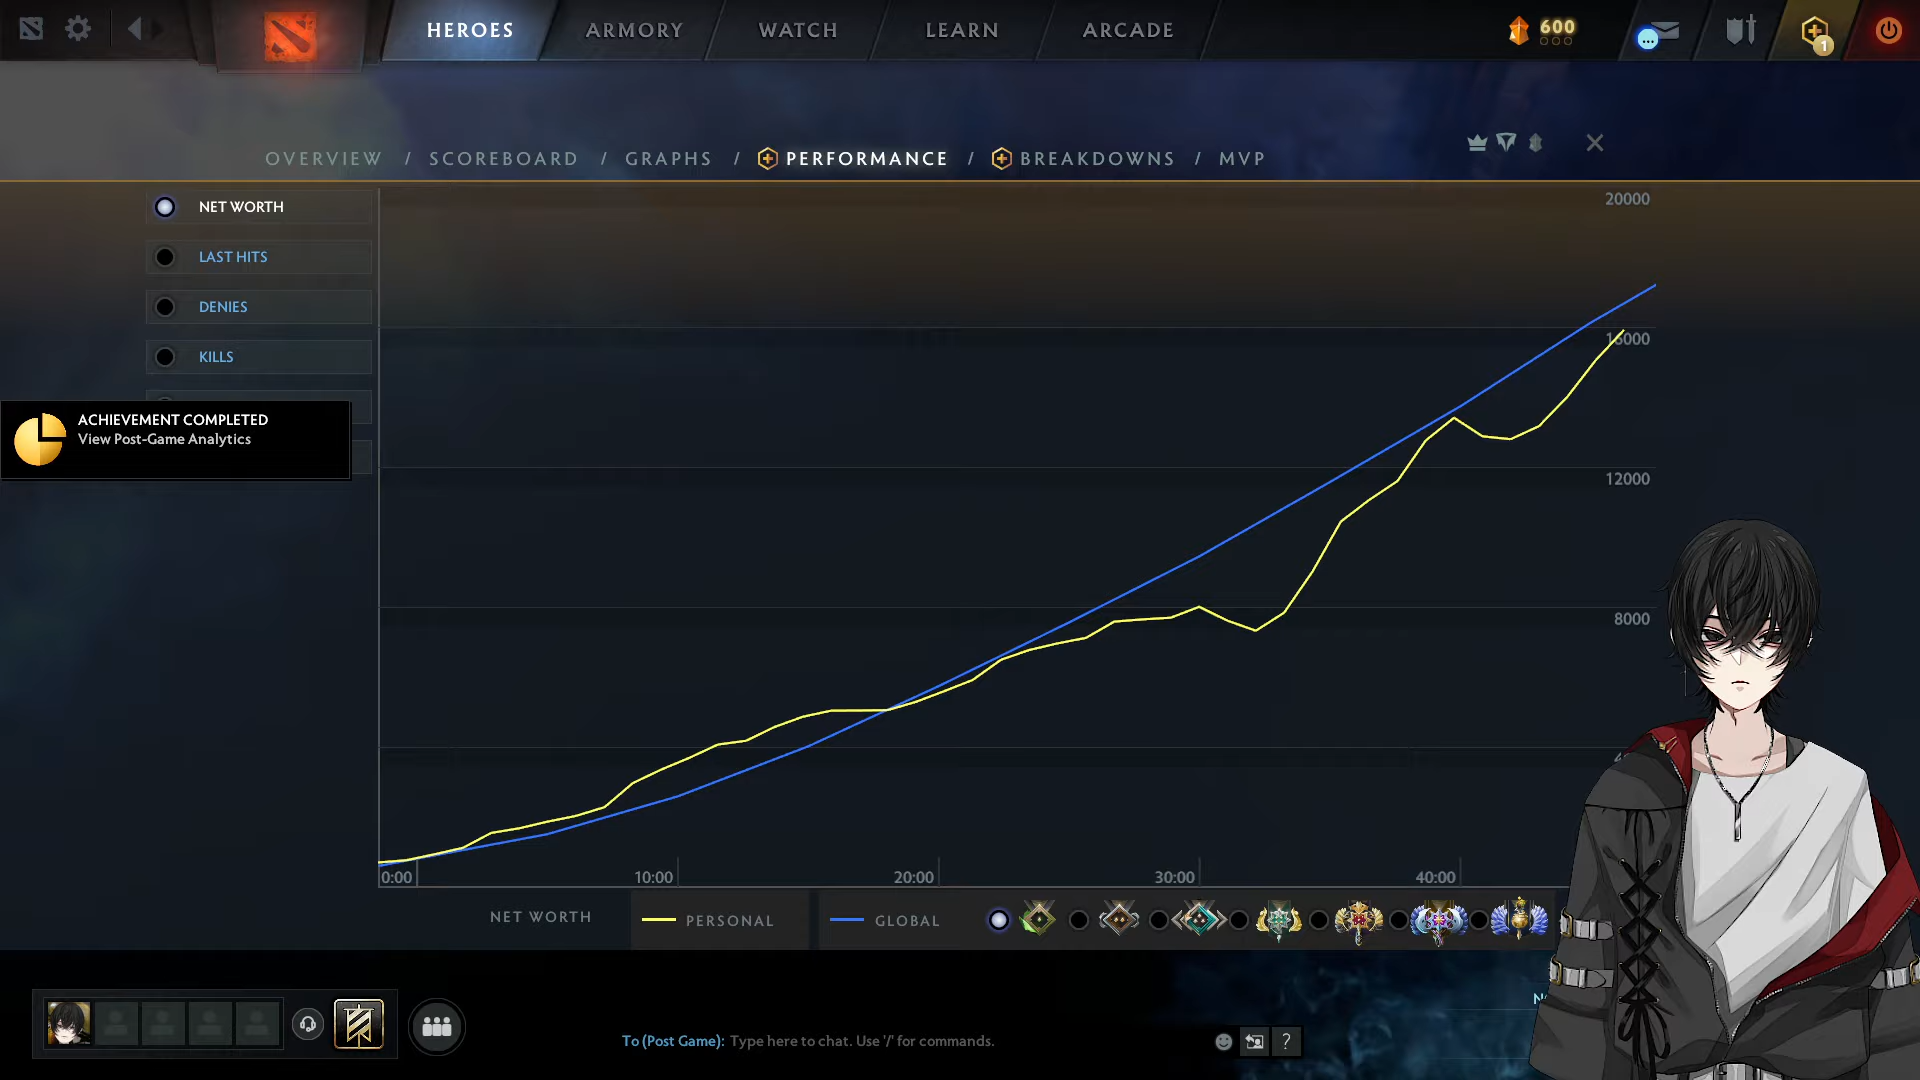 HEROES
ARMORY
WATCH
LEARN
ARCADE
600
1
OVERVIEW / SCOREBOARD / GRAPHS / PERFORMANCE / BREAKDOWNS / MVP
NET WORTH
LAST HITS
DENIES
KILLS
ACHIEVEMENT COMPLETED
View Post-Game Analytics
20000
16000
12000
8000
0:00
10:00
20:00
30:00
40:00
NET WORTH
PERSONAL
GLOBAL
To (Post Game): Type here to chat. Use '/' for commands.
?